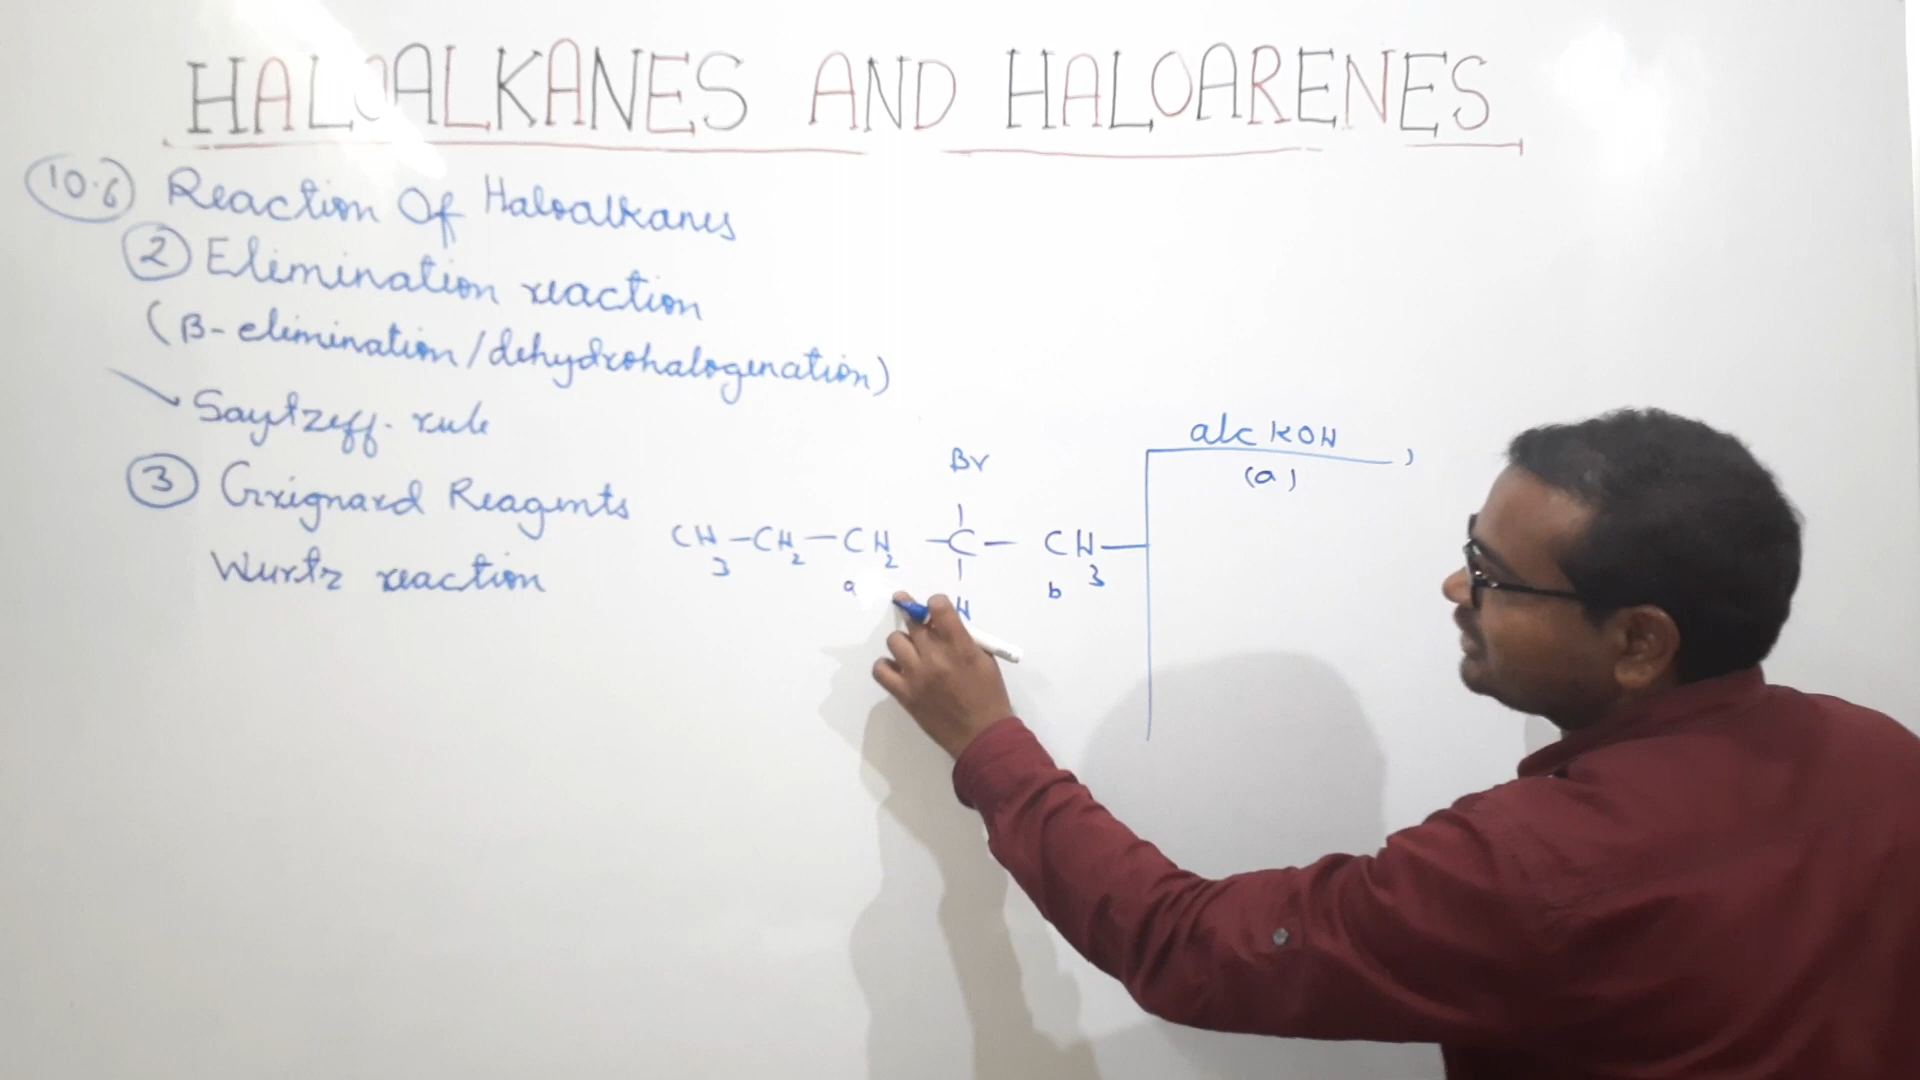 HALOALKANES AND HALOARENES
10.6 Reaction Of Haloalkanes
2 Elimination reaction
(β-elimination/dehydrohalogenation)
Saytzeff. rule
3 Grignard Reagents
Wurtz reaction
alc KOH
(a)
Br
CH3-CH2-CH2-C-CH3
a b
H